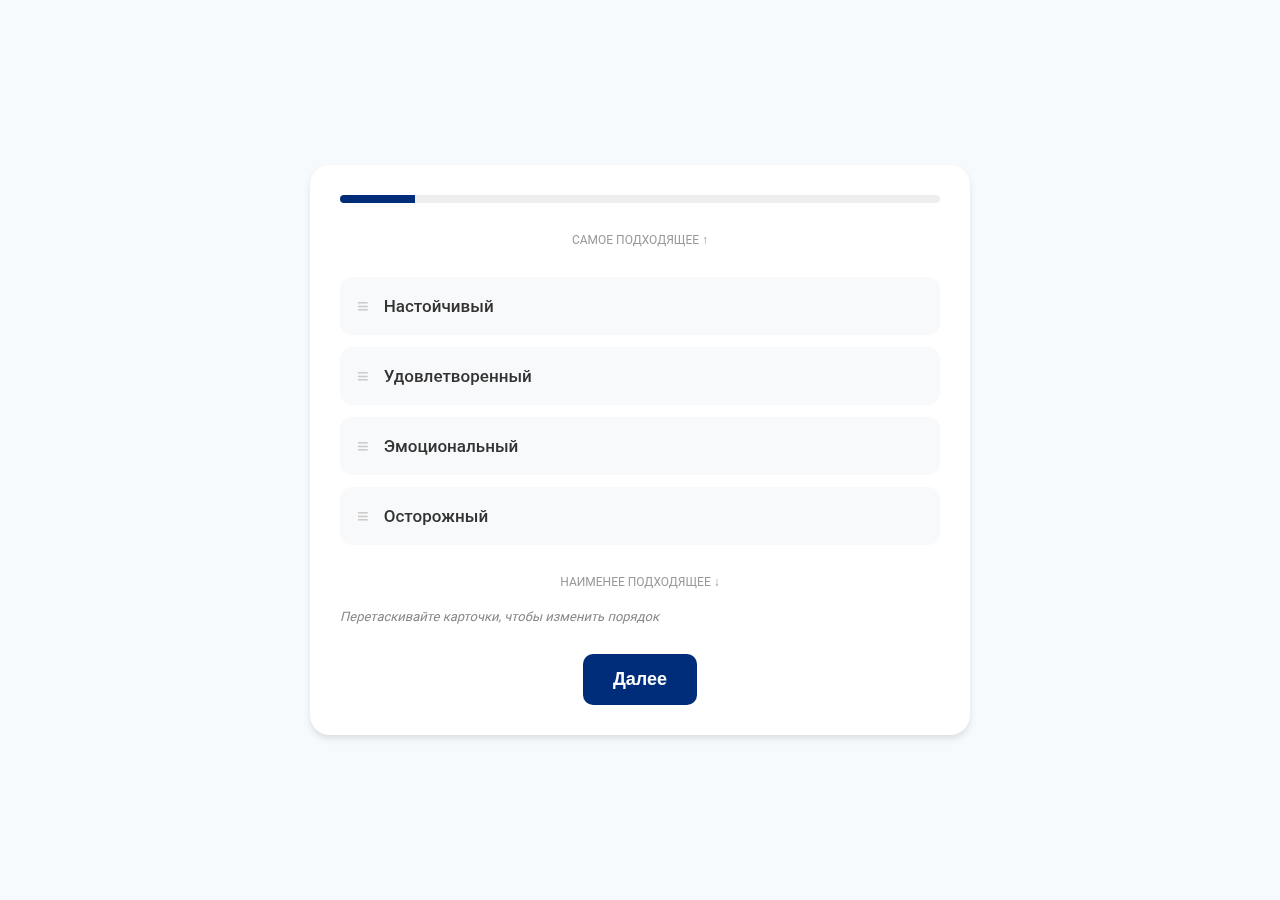 САМОЕ ПОДХОДЯЩЕЕ ↑
Настойчивый
Удовлетворенный
Эмоциональный
Осторожный
НАИМЕНЕЕ ПОДХОДЯЩЕЕ ↓
Перетаскивайте карточки, чтобы изменить порядок
Далее